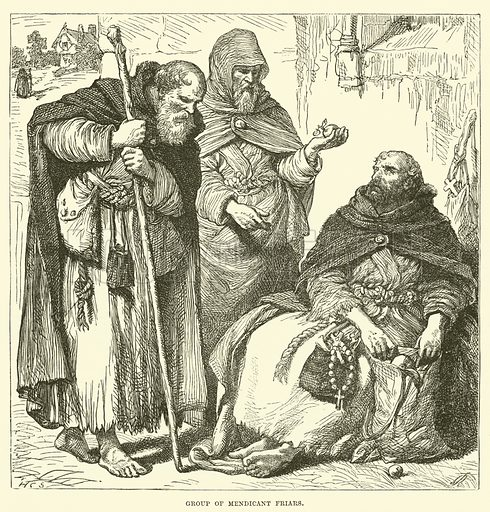 H C S
GROUP OF MENDICANT FRIARS.